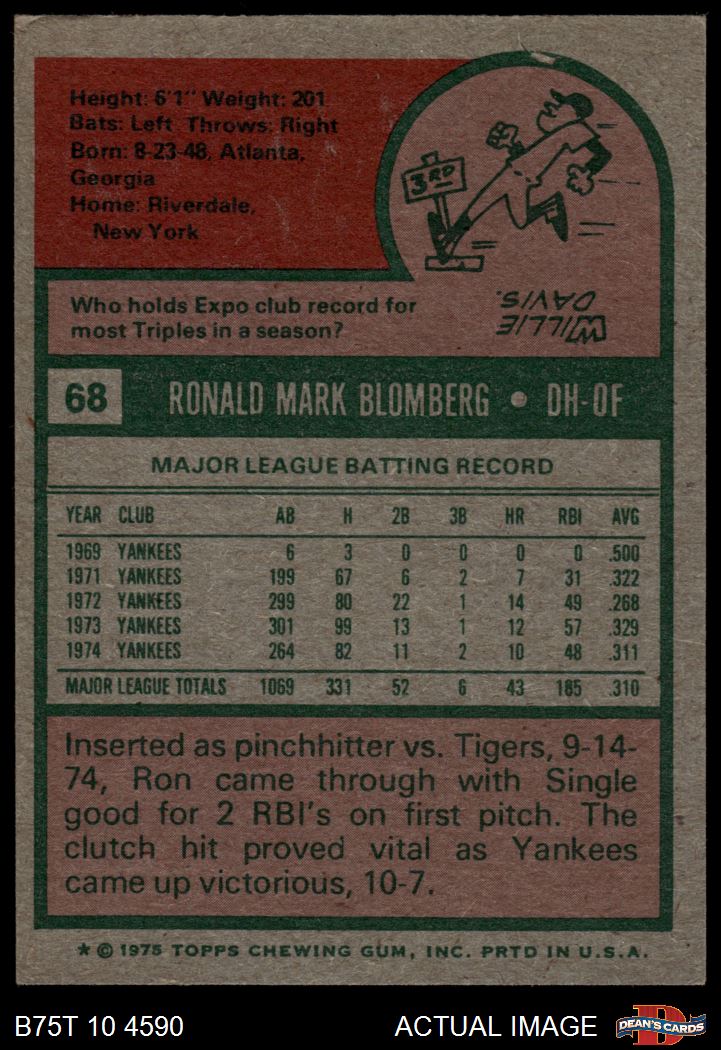 Height: 6'1" Weight: 201
Bats: Left Throws: Right
Born: 8-23-48, Atlanta,
Georgia
Home: Riverdale,
New York
3RD
Who holds Expo club record for
most Triples in a season?
WILLIE
DAVIS.
68 RONALD MARK BLOMBERG • DH-OF
MAJOR LEAGUE BATTING RECORD
YEAR CLUB AB H 2B 3B HR RBI AVG
1969 YANKEES 6 3 0 0 0 0 .500
1971 YANKEES 199 67 6 2 7 31 .322
1972 YANKEES 299 80 22 1 14 49 .268
1973 YANKEES 301 99 13 1 12 57 .329
1974 YANKEES 264 82 11 2 10 48 .311
MAJOR LEAGUE TOTALS 1069 331 52 6 43 185 .310
Inserted as pinchhitter vs. Tigers, 9-14-
74, Ron came through with Single
good for 2 RBI's on first pitch. The
clutch hit proved vital as Yankees
came up victorious, 10-7.
* © 1975 TOPPS CHEWING GUM, INC. PRTD IN U.S.A.
B75T 10 4590 ACTUAL IMAGE D DEAN'S CARDS